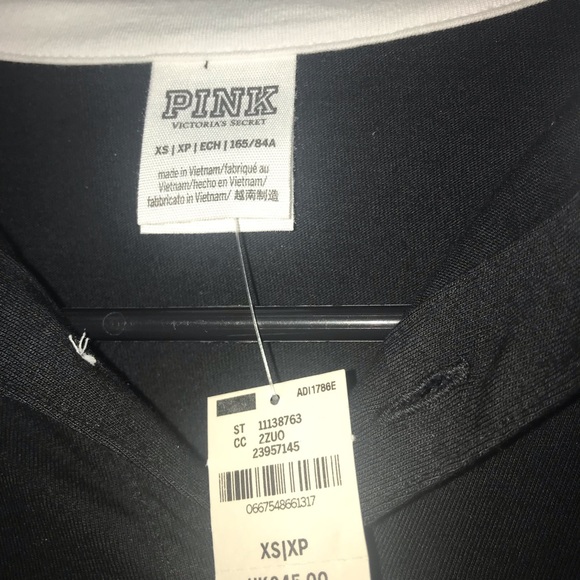 PINK
VICTORIA'S SECRET
XS | XP | ECH | 165/84A
made in Vietnam/fabriqué au
Vietnam/hecho en Vietnam/
fabbricato in Vietnam/ 越南制造
ADI1786E
ST 11138763
CC 2ZUO
23957145
0667548661317
XS|XP